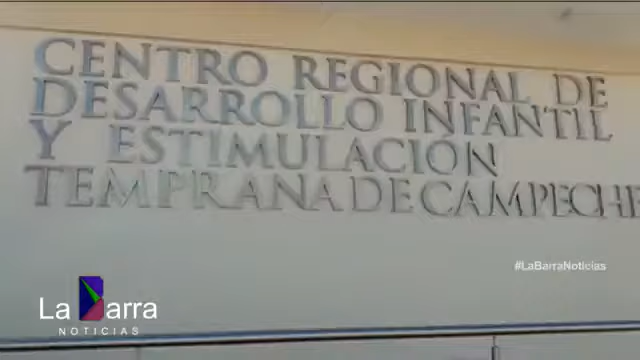 CENTRO REGIONAL DE
DESARROLLO INFANTIL
Y ESTIMULACIÓN
TEMPRANA DE CAMPECHE
#LaBarraNoticias
La Barra
NOTICIAS